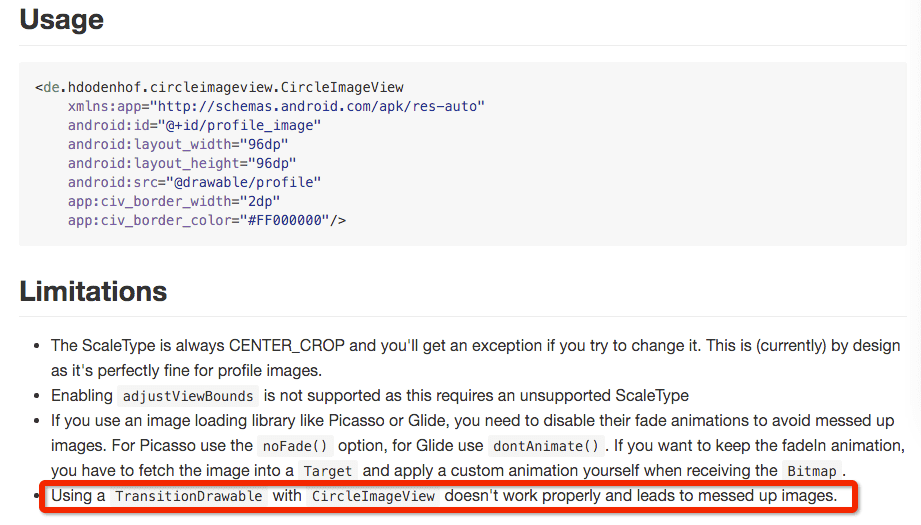 Usage
<de.hdodenhof.circleimageview.CircleImageView
xmlns:app="http://schemas.android.com/apk/res-auto"
android:id="@+id/profile_image"
android:layout_width="96dp"
android:layout_height="96dp"
android:src="@drawable/profile"
app:civ_border_width="2dp"
app:civ_border_color="#FF000000"/>
Limitations
• The ScaleType is always CENTER_CROP and you'll get an exception if you try to change it. This is (currently) by design
as it's perfectly fine for profile images.
• Enabling adjustViewBounds is not supported as this requires an unsupported ScaleType
• If you use an image loading library like Picasso or Glide, you need to disable their fade animations to avoid messed up
images. For Picasso use the noFade() option, for Glide use dontAnimate(). If you want to keep the fadeIn animation,
you have to fetch the image into a Target and apply a custom animation yourself when receiving the Bitmap.
• Using a TransitionDrawable with CircleImageView doesn't work properly and leads to messed up images.